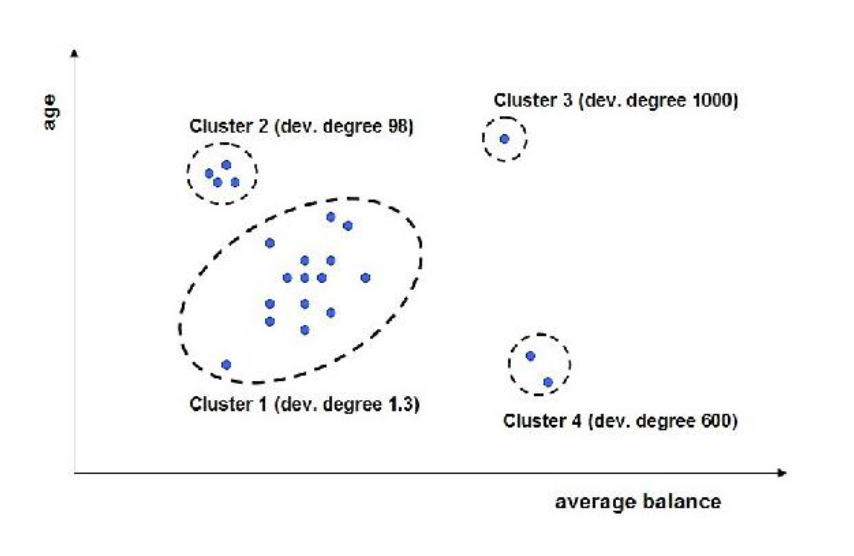 age
Cluster 3 (dev. degree 1000)
Cluster 2 (dev. degree 98)
Cluster 1 (dev. degree 1.3)
Cluster 4 (dev. degree 600)
average balance